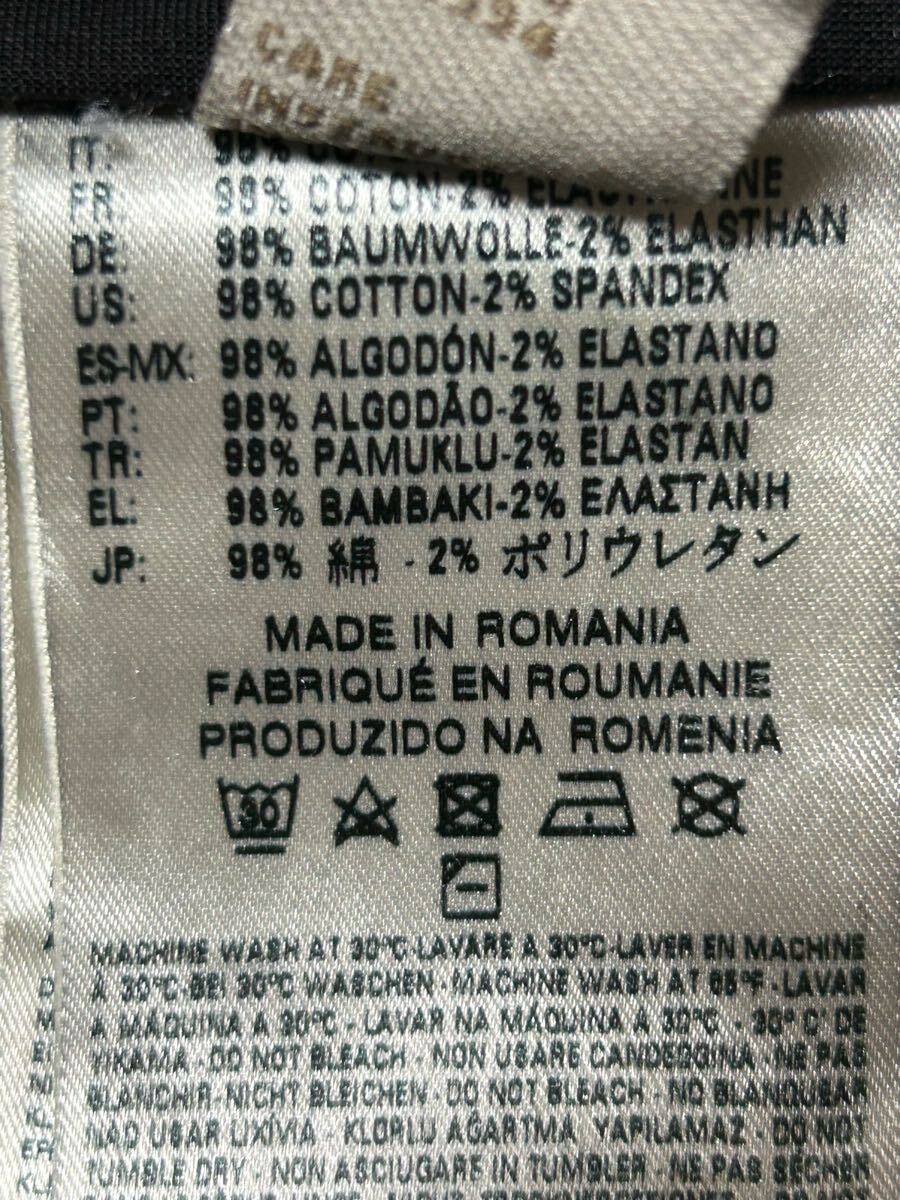 CARE
IT: 98%
FR: 98% COTON-2%
DE: 98% BAUMWOLLE-2% ELASTHAN
US: 98% COTTON-2% SPANDEX
ES-MX: 98% ALGODÓN-2% ELASTANO
PT: 98% ALGODÃO-2% ELASTANO
TR: 98% PAMUKLU-2% ELASTAN
EL: 98% BAMBAKI-2% ΕΛΑΣΤΑΝΗ
JP: 98% 綿 - 2% ポリウレタン
MADE IN ROMANIA
FABRIQUÉ EN ROUMANIE
PRODUZIDO NA ROMENIA
30
MACHINE WASH AT 30°C-LAVARE A 30°C-LAVER EN MACHINE
A 30°C-BEI 30°C WASCHEN-MACHINE WASH AT 85°F-LAVAR
A MÁQUINA A 30°C - LAVAR NA MÁQUINA A 30°C - 30° C' DE
YIKAMA - DO NOT BLEACH - NON USARE CANDEGGINA - NE PAS
BLANCHIR-NICHT BLEICHEN-DO NOT BLEACH - NO BLANQUEAR
NAO USAR LIXÍMA - KLORLU AĞARTMA YAPILAMAZ - DO NOT
TUMBLE DRY - NON ASCIUGARE IN TUMBLER - NE PAS SÉCHER